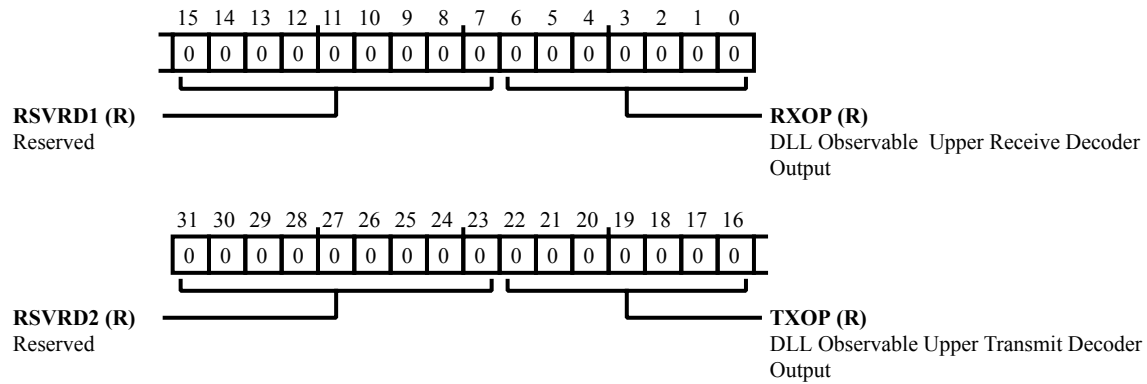 15 14 13 12 11 10 9 8 7 6 5 4 3 2 1 0
0 0 0 0 0 0 0 0 0 0 0 0 0 0 0 0
RSVRD1 (R)
Reserved
RXOP (R)
DLL Observable Upper Receive Decoder
Output
31 30 29 28 27 26 25 24 23 22 21 20 19 18 17 16
0 0 0 0 0 0 0 0 0 0 0 0 0 0 0 0
RSVRD2 (R)
Reserved
TXOP (R)
DLL Observable Upper Transmit Decoder
Output